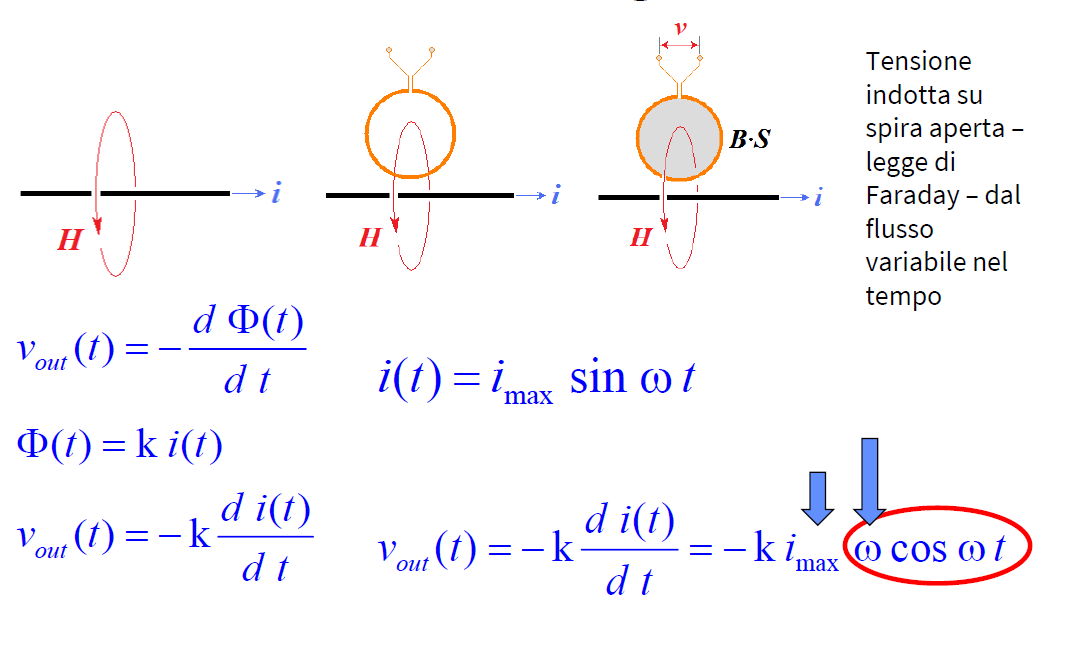 v
B·S
i
i
i
H
H
H
Tensione
indotta su
spira aperta –
legge di
Faraday – dal
flusso
variabile nel
tempo
v_out (t) = − d Φ(t) / d t
i(t) = i_max sin ω t
Φ(t) = k i(t)
v_out (t) = − k d i(t) / d t
v_out (t) = − k d i(t) / d t = − k i_max ω cos ω t